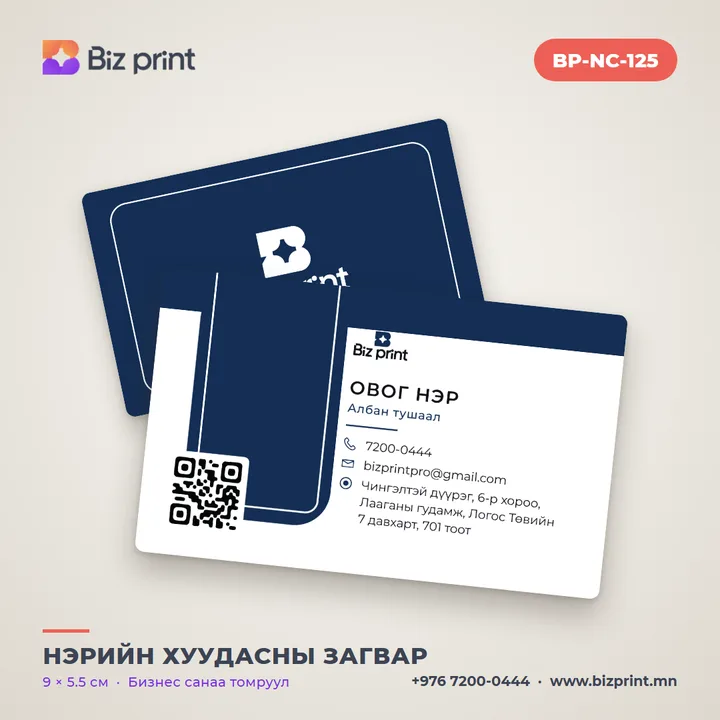 Biz print
BP-NC-125
Biz print
ОВОГ НЭР
Албан тушаал
7200-0444
bizprintpro@gmail.com
Чингэлтэй дүүрэг, 6-р хороо,
Лааганы гудамж, Логос Төвийн
7 давхарт, 701 тоот
НЭРИЙН ХУУДАСНЫ ЗАГВАР
9 × 5.5 см · Бизнес санаа томруул
+976 7200-0444 · www.bizprint.mn